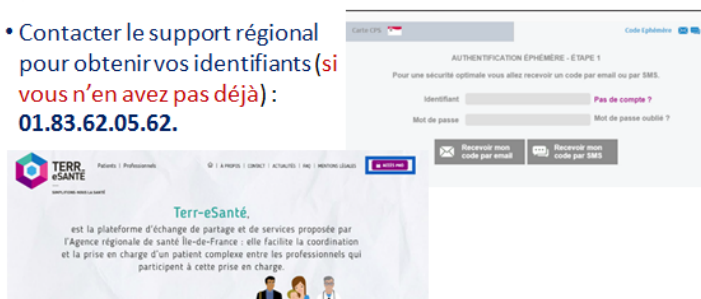 • Contacter le support régional
pour obtenir vos identifiants (si
vous n'en avez pas déjà) :
01.83.62.05.62.
Carte CPS
Code Ephémère
AUTHENTIFICATION ÉPHÉMÈRE - ÉTAPE 1
Pour une sécurité optimale vous allez recevoir un code par email ou par SMS.
Identifiant
Pas de compte ?
Mot de passe
Mot de passe oublié ?
Recevoir mon
code par email
Recevoir mon
code par SMS
TERR
eSANTÉ
SIMPLIFIONS-NOUS LA SANTÉ
Patients | Professionnels
| A PROPOS | CONTACT | ACTUALITÉS | FAQ | MENTIONS LÉGALES
ACCÈS PRO
Terr-eSanté,
est la plateforme d'échange de partage et de services proposée par
l'Agence régionale de santé Île-de-France : elle facilite la coordination
et la prise en charge d'un patient complexe entre les professionnels qui
participent à cette prise en charge.